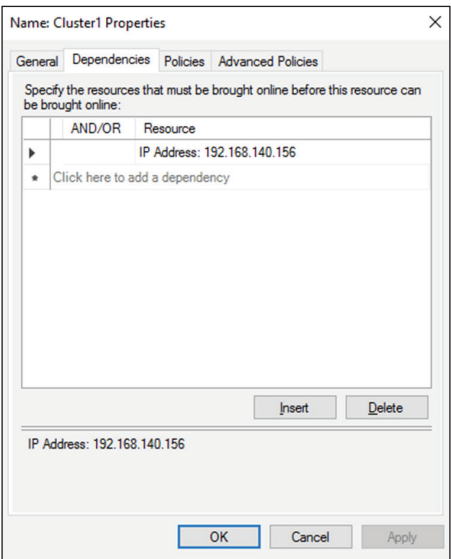 Name: Cluster1 Properties
General Dependencies Policies Advanced Policies
Specify the resources that must be brought online before this resource can
be brought online:
AND/OR Resource
IP Address: 192.168.140.156
Click here to add a dependency
Insert Delete
IP Address: 192.168.140.156
OK Cancel Apply